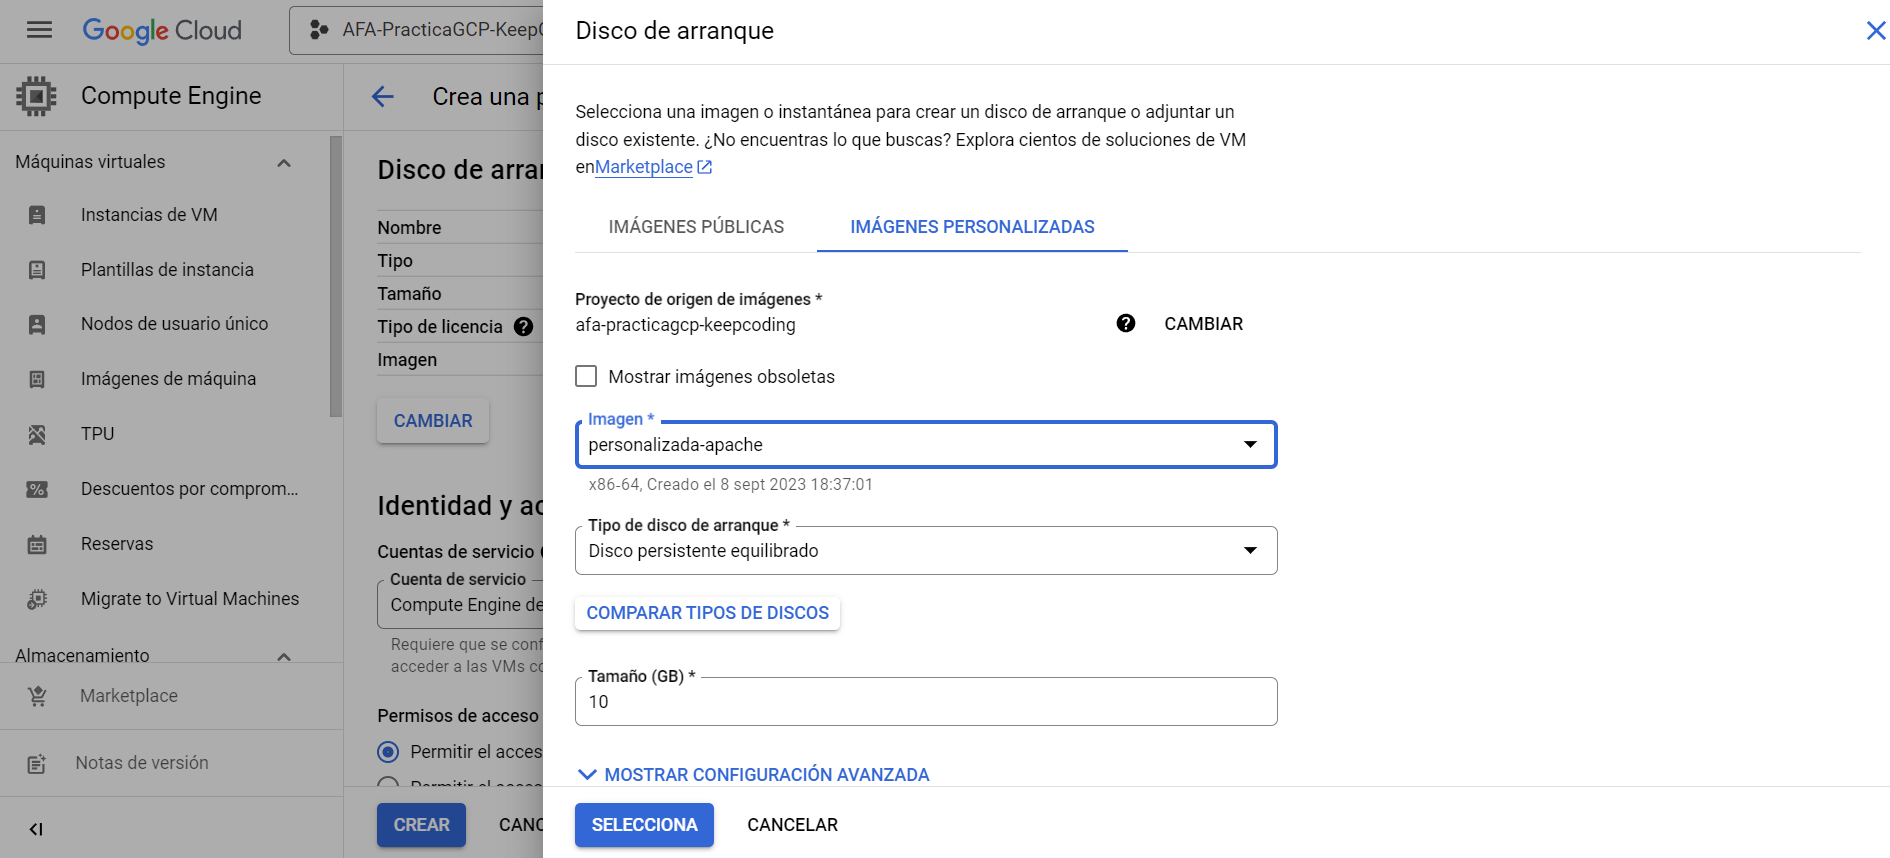 Google Cloud
AFA-PracticaGCP-Keep
Compute Engine
Máquinas virtuales
Instancias de VM
Plantillas de instancia
Nodos de usuario único
Imágenes de máquina
TPU
Descuentos por comprom...
Reservas
Migrate to Virtual Machines
Almacenamiento
Marketplace
Notas de versión
Crea una p
Disco de arra
Nombre
Tipo
Tamaño
Tipo de licencia
Imagen
CAMBIAR
Identidad y ac
Cuentas de servicio
Cuenta de servicio
Compute Engine de
Requiere que se conf
acceder a las VMs co
Permisos de acceso
Permitir el acces
CREAR
CANC
Disco de arranque
Selecciona una imagen o instantánea para crear un disco de arranque o adjuntar un
disco existente. ¿No encuentras lo que buscas? Explora cientos de soluciones de VM
enMarketplace
IMÁGENES PÚBLICAS
IMÁGENES PERSONALIZADAS
Proyecto de origen de imágenes *
afa-practicagcp-keepcoding
CAMBIAR
Mostrar imágenes obsoletas
Imagen *
personalizada-apache
x86-64, Creado el 8 sept 2023 18:37:01
Tipo de disco de arranque *
Disco persistente equilibrado
COMPARAR TIPOS DE DISCOS
Tamaño (GB) *
10
MOSTRAR CONFIGURACIÓN AVANZADA
SELECCIONA
CANCELAR